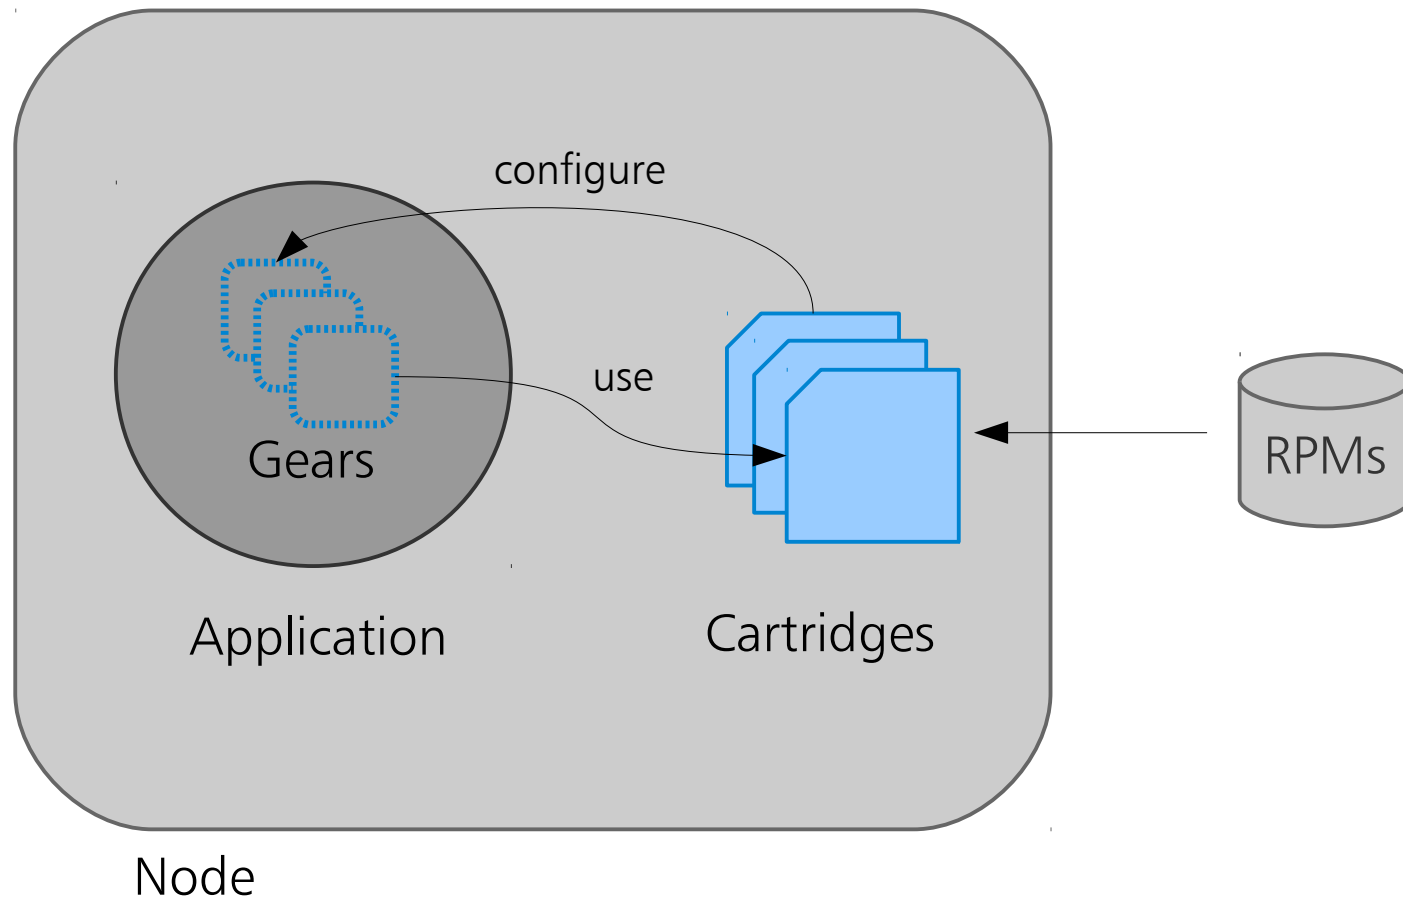 configure
use
Gears
RPMs
Application
Cartridges
Node